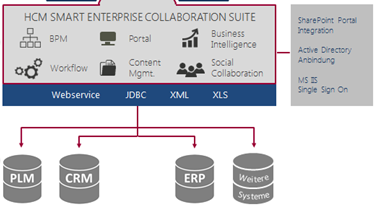 HCM SMART ENTERPRISE COLLABORATION SUITE
BPM
Portal
Business
Intelligence
Workflow
Content
Mgmt.
Social
Collaboration
Webservice JDBC XML XLS
SharePoint Portal
Integration
Active Directory
Anbindung
MS IIS
Single Sign On
PLM
CRM
ERP
Weitere
Systeme